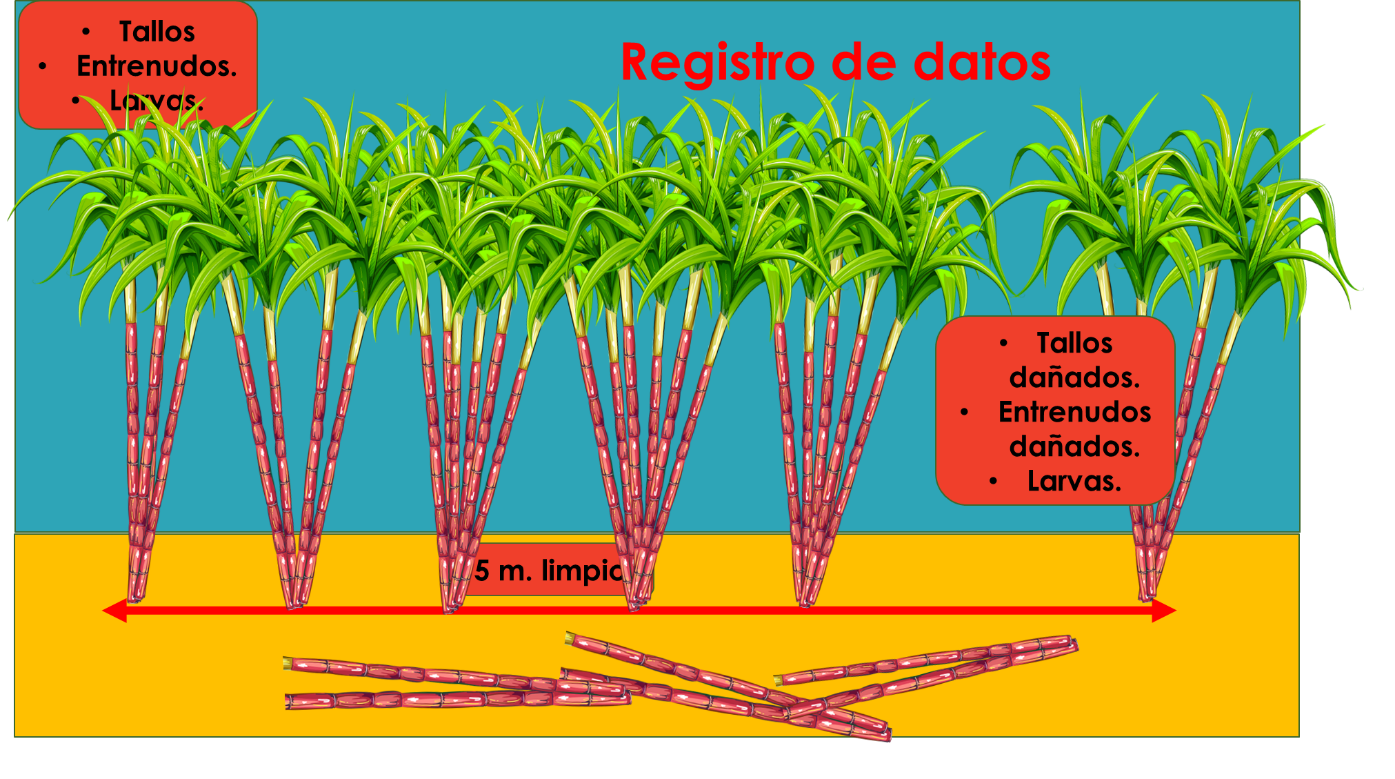 • Tallos
• Entrenudos.
• Larvas.
Registro de datos
• Tallos
dañados.
• Entrenudos
dañados.
• Larvas.
5 m. limpio